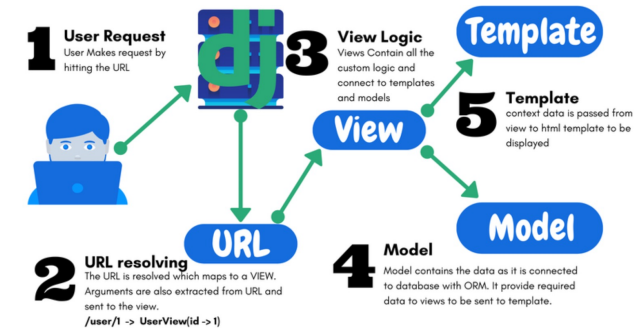 1 User Request
User Makes request by
hitting the URL
dj
3 View Logic
Views Contain all the
custom logic and
connect to templates
and models
Template
5 Template
context data is passed from
view to html template to be
displayed
View
URL
2 URL resolving
The URL is resolved which maps to a VIEW.
Arguments are also extracted from URL and
sent to the view.
/user/1 -> UserView(id -> 1)
Model
4 Model
Model contains the data as it is connected
to database with ORM. It provide required
data to views to be sent to template.